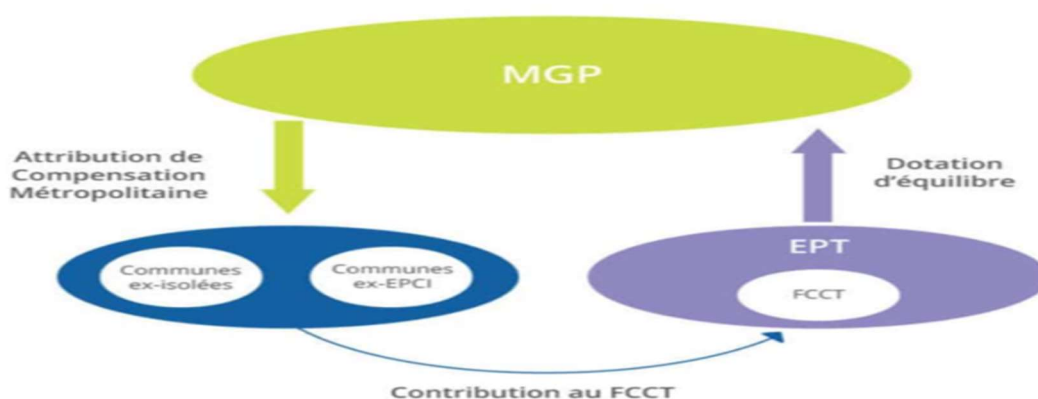 MGP
Attribution de
Compensation
Métropolitaine
Dotation
d'équilibre
Communes
ex-isolées
Communes
ex-EPCI
EPT
FCCT
Contribution au FCCT